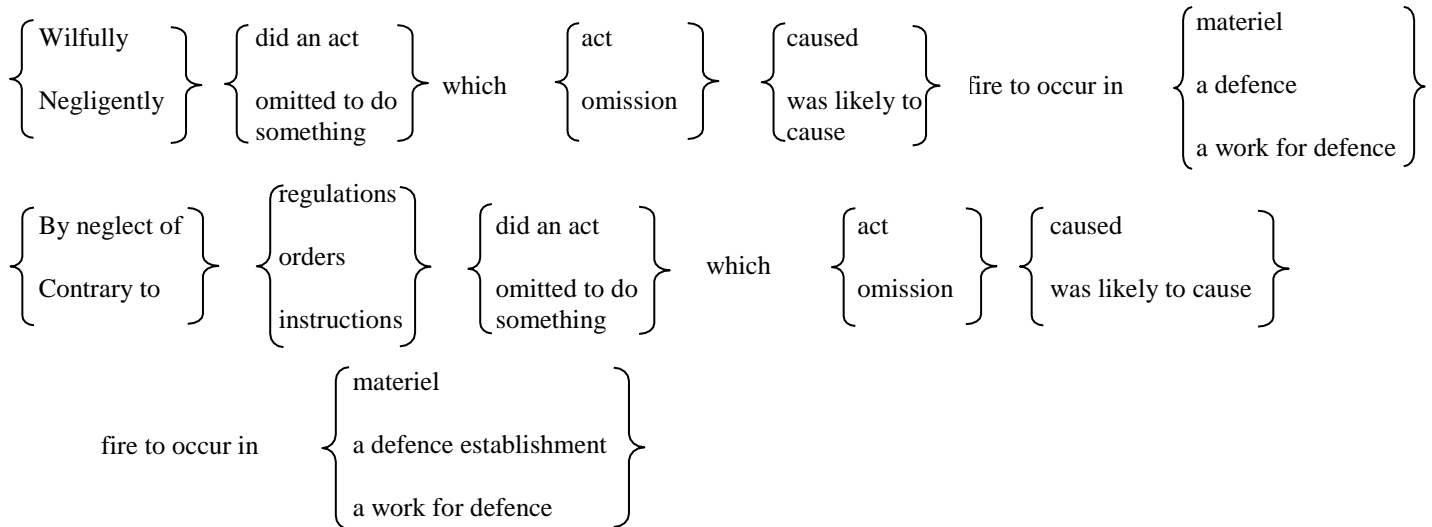 Wilfully
Negligently
did an act
omitted to do
something
which
act
omission
caused
was likely to
cause
fire to occur in
materiel
a defence
a work for defence
By neglect of
Contrary to
regulations
orders
instructions
did an act
omitted to do
something
which
act
omission
caused
was likely to cause
fire to occur in
materiel
a defence establishment
a work for defence